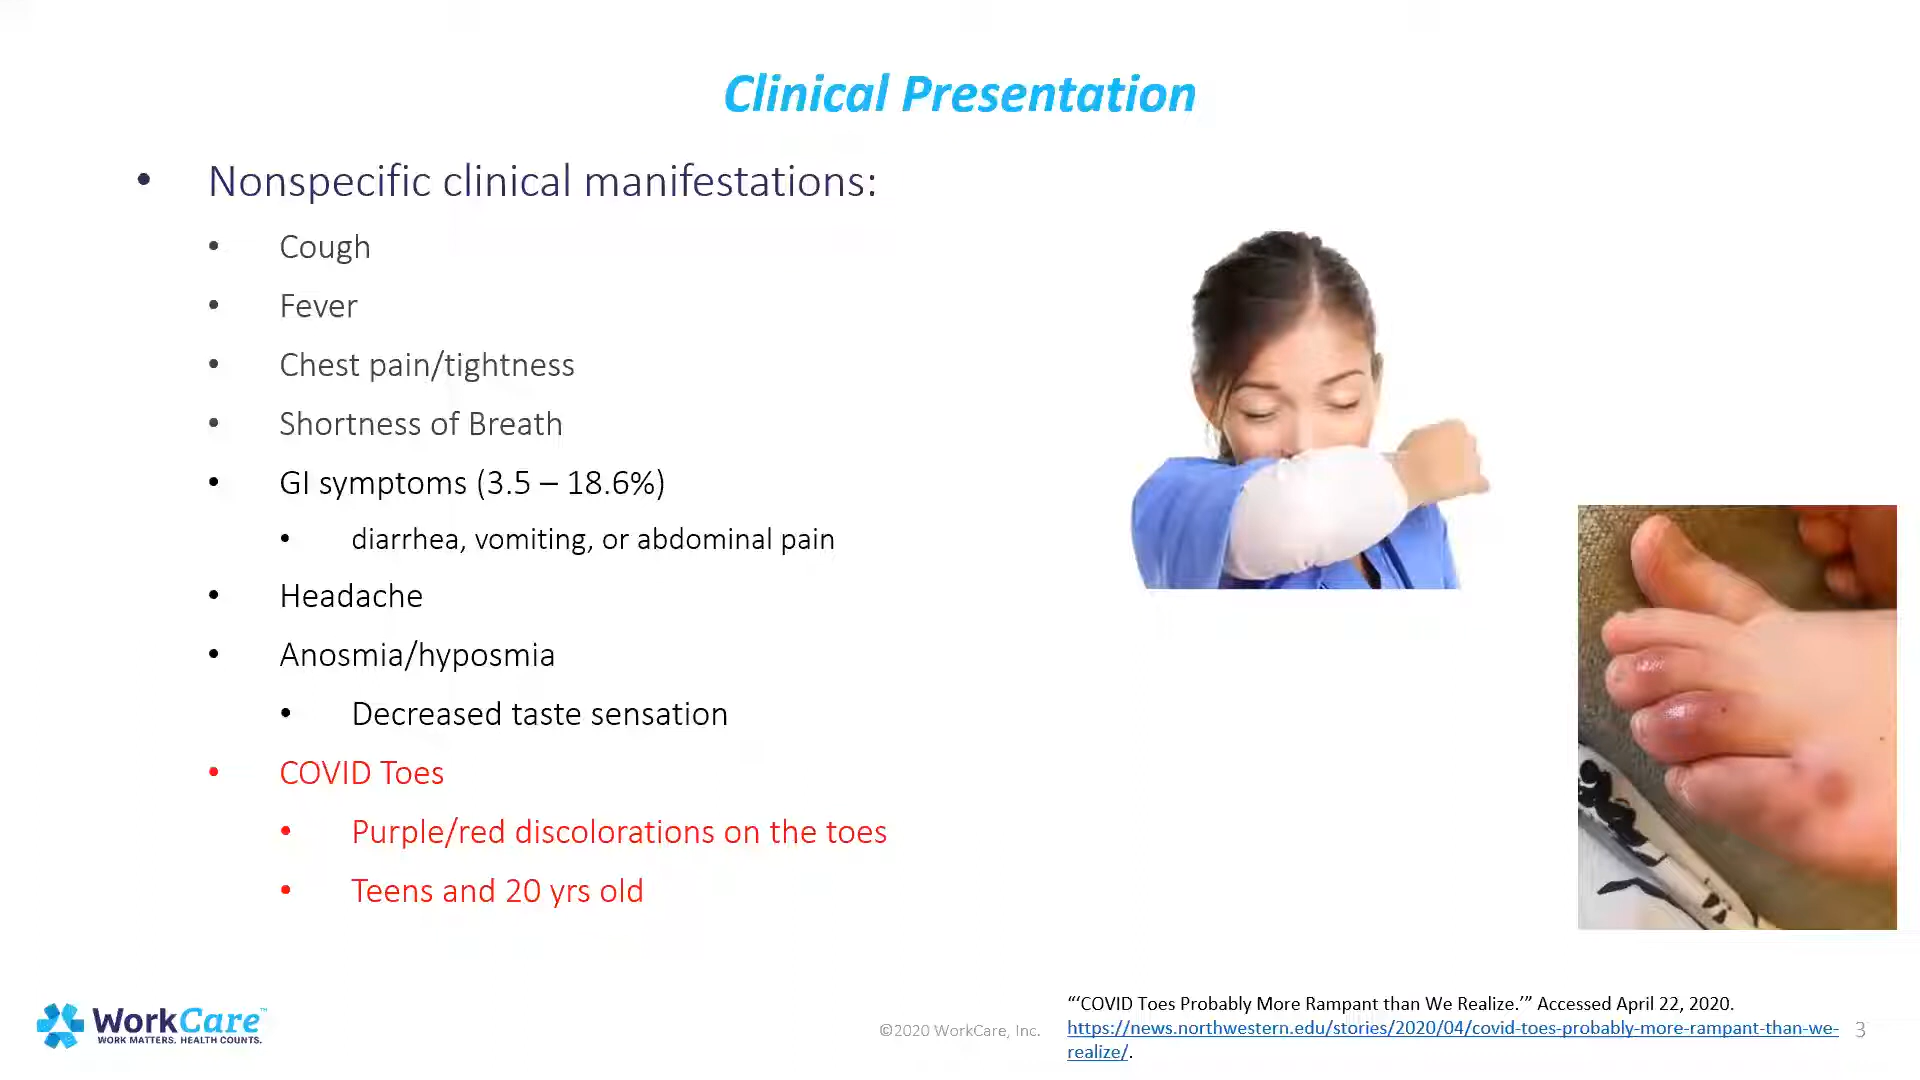 Clinical Presentation
• Nonspecific clinical manifestations:
• Cough
• Fever
• Chest pain/tightness
• Shortness of Breath
• GI symptoms (3.5 – 18.6%)
• diarrhea, vomiting, or abdominal pain
• Headache
• Anosmia/hyposmia
• Decreased taste sensation
• COVID Toes
• Purple/red discolorations on the toes
• Teens and 20 yrs old
WorkCare™
WORK MATTERS. HEALTH COUNTS.
©2020 WorkCare, Inc.
“‘COVID Toes Probably More Rampant than We Realize.’” Accessed April 22, 2020.
https://news.northwestern.edu/stories/2020/04/covid-toes-probably-more-rampant-than-we-
realize/.
3